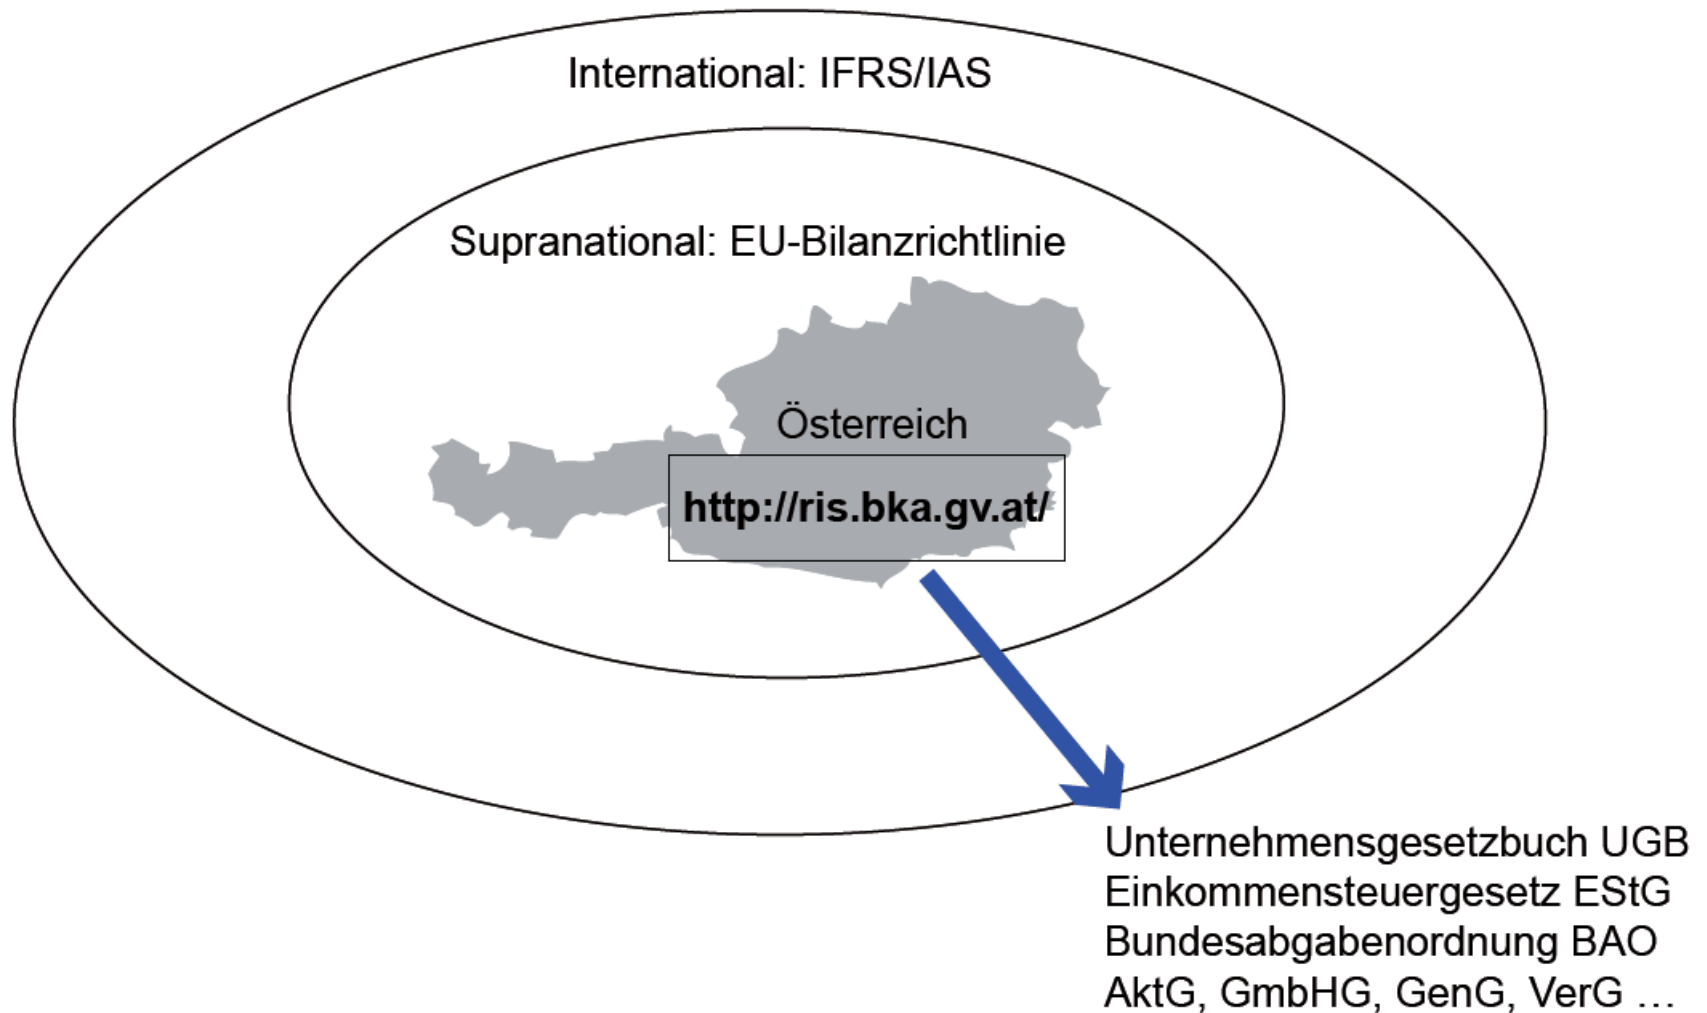 International: IFRS/IAS
Supranational: EU-Bilanzrichtlinie
Österreich
http://ris.bka.gv.at/
Unternehmensgesetzbuch UGB
Einkommensteuergesetz EStG
Bundesabgabenordnung BAO
AktG, GmbHG, GenG, VerG …